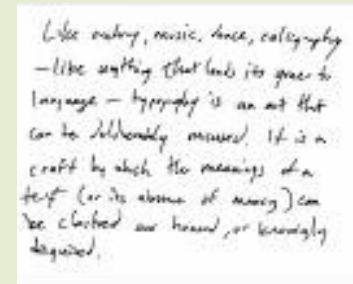 Like oratory, music, dance, calligraphy
– like anything that lends its grace to
language – typography is an art that
can be deliberately misused. It is a
craft by which the meanings of a
text (or its absence of meaning) can
be clarified and honored, or knowingly
disguised.